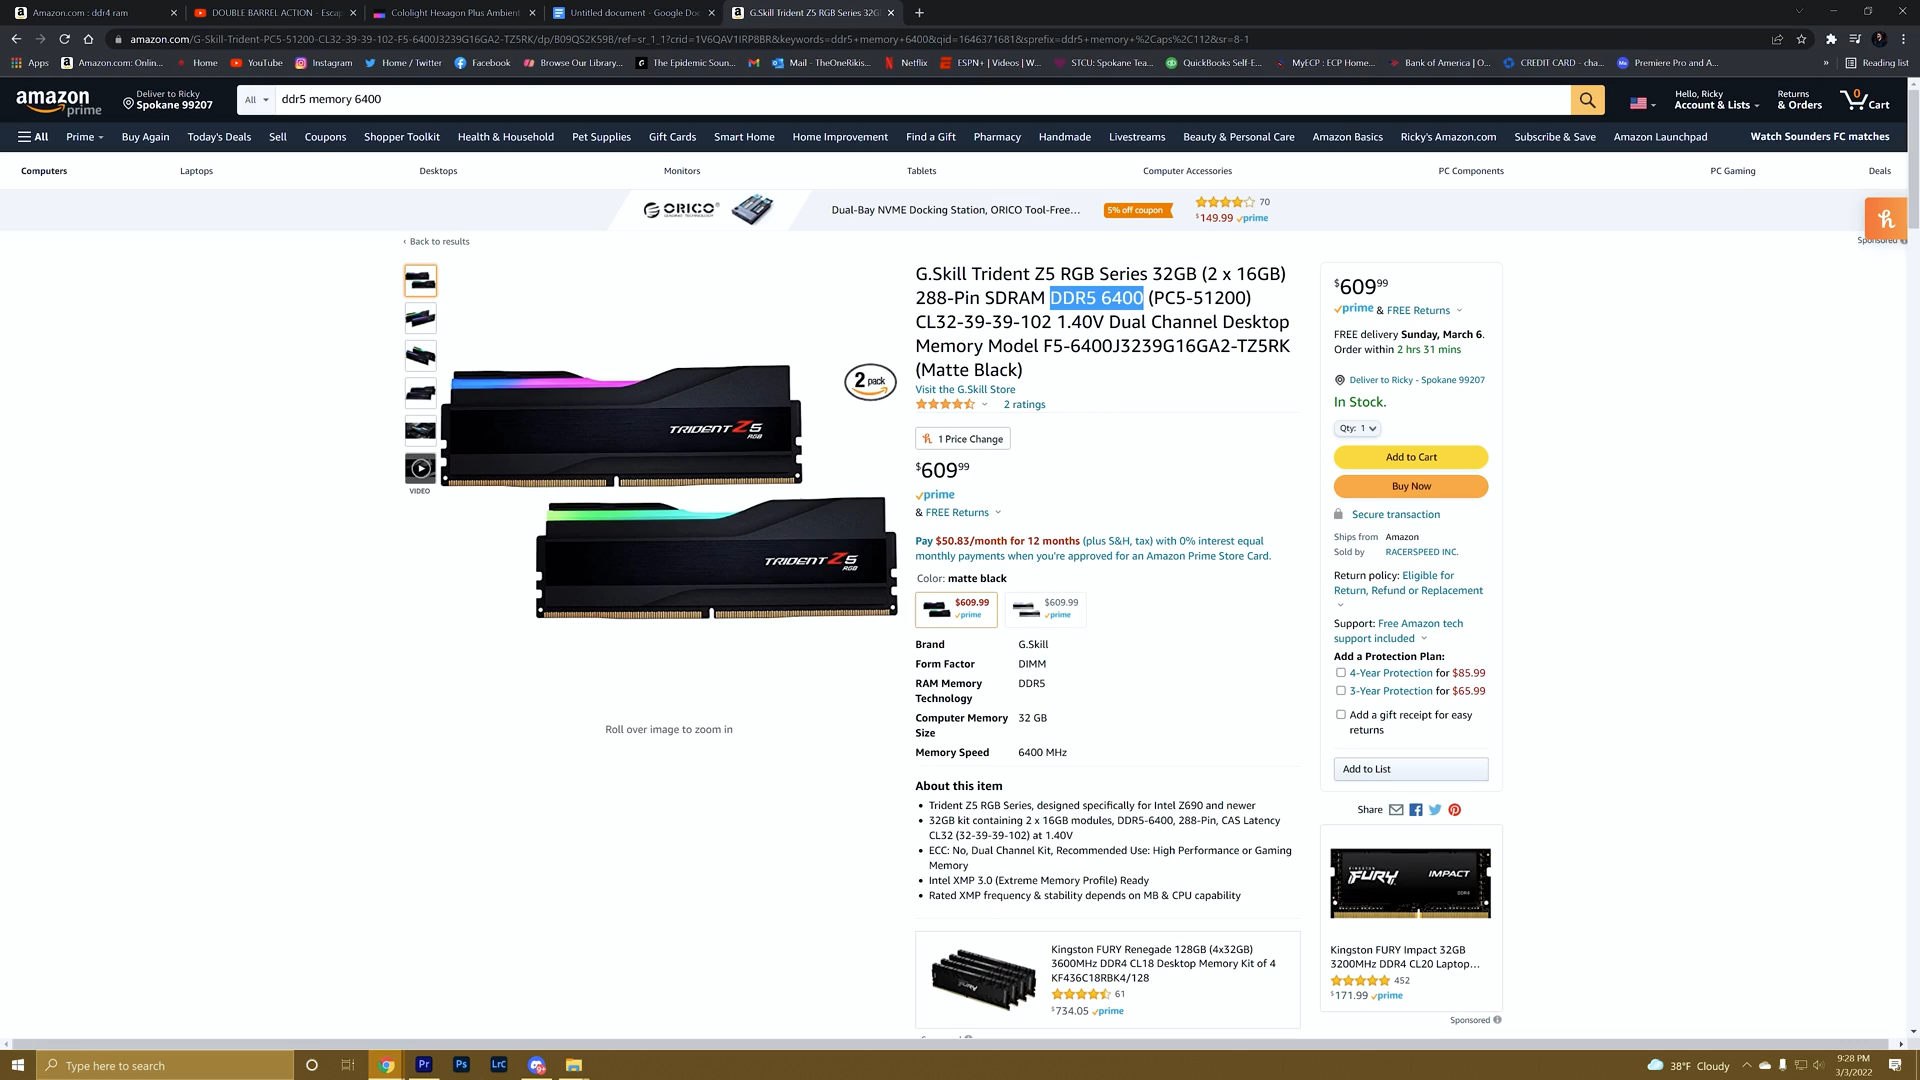 Amazon.com : ddr4 ram
DOUBLE BARREL ACTION - Escap
Cololight Hexagon Plus Ambient
Untitled document - Google Doc
G.Skill Trident Z5 RGB Series 32G
amazon.com/G-Skill-Trident-PC5-51200-CL32-39-39-102-F5-6400J3239G16GA2-TZ5RK/dp/B09QS2K59B/ref=sr_1_1?crid=1V6QAV1IRP8BR&keywords=ddr5+memory+6400&qid=1646371681&sprefix=ddr5+memory+%2Caps%2C112&sr=8-1
Apps
Amazon.com: Onlin...
Home
YouTube
Instagram
Home / Twitter
Facebook
Browse Our Library...
The Epidemic Soun...
Mail - TheOneRikis...
Netflix
ESPN+ | Videos | W...
STCU: Spokane Tea...
QuickBooks Self-E...
MyECP : ECP Home...
Bank of America | O...
CREDIT CARD - cha...
Premiere Pro and A...
»
Reading list
amazon
prime
Deliver to Ricky
Spokane 99207
All
ddr5 memory 6400
Hello, Ricky
Account & Lists
Returns
& Orders
0
Cart
All
Prime
Buy Again
Today's Deals
Sell
Coupons
Shopper Toolkit
Health & Household
Pet Supplies
Gift Cards
Smart Home
Home Improvement
Find a Gift
Pharmacy
Handmade
Livestreams
Beauty & Personal Care
Amazon Basics
Ricky's Amazon.com
Subscribe & Save
Amazon Launchpad
Watch Sounders FC matches
Computers
Laptops
Desktops
Monitors
Tablets
Computer Accessories
PC Components
PC Gaming
Deals
ORICO
Dual-Bay NVME Docking Station, ORICO Tool-Free...
5% off coupon
70
$149.99 prime
Sponsored
‹ Back to results
VIDEO
2 pack
TRIDENT Z5
RGB
TRIDENT Z5
RGB
Roll over image to zoom in
G.Skill Trident Z5 RGB Series 32GB (2 x 16GB)
288-Pin SDRAM DDR5 6400 (PC5-51200)
CL32-39-39-102 1.40V Dual Channel Desktop
Memory Model F5-6400J3239G16GA2-TZ5RK
(Matte Black)
Visit the G.Skill Store
2 ratings
1 Price Change
$609 99
prime
& FREE Returns
Pay $50.83/month for 12 months (plus S&H, tax) with 0% interest equal
monthly payments when you're approved for an Amazon Prime Store Card.
Color: matte black
$609.99
prime
$609.99
prime
Brand G.Skill
Form Factor DIMM
RAM Memory DDR5
Technology
Computer Memory 32 GB
Size
Memory Speed 6400 MHz
About this item
• Trident Z5 RGB Series, designed specifically for Intel Z690 and newer
• 32GB kit containing 2 x 16GB modules, DDR5-6400, 288-Pin, CAS Latency
CL32 (32-39-39-102) at 1.40V
• ECC: No, Dual Channel Kit, Recommended Use: High Performance or Gaming
Memory
• Intel XMP 3.0 (Extreme Memory Profile) Ready
• Rated XMP frequency & stability depends on MB & CPU capability
Kingston FURY Renegade 128GB (4x32GB)
3600MHz DDR4 CL18 Desktop Memory Kit of 4
KF436C18RBK4/128
61
$734.05 prime
$609 99
prime & FREE Returns
FREE delivery Sunday, March 6.
Order within 2 hrs 31 mins
Deliver to Ricky - Spokane 99207
In Stock.
Qty: 1
Add to Cart
Buy Now
Secure transaction
Ships from Amazon
Sold by RACERSPEED INC.
Return policy: Eligible for
Return, Refund or Replacement
Support: Free Amazon tech
support included
Add a Protection Plan:
4-Year Protection for $85.99
3-Year Protection for $65.99
Add a gift receipt for easy
returns
Add to List
Share
FURY
IMPACT
DDR4
Kingston FURY Impact 32GB
3200MHz DDR4 CL20 Laptop...
452
$171.99 prime
Sponsored
Type here to search
Pr
Ps
LrC
38°F Cloudy
9:28 PM
3/3/2022